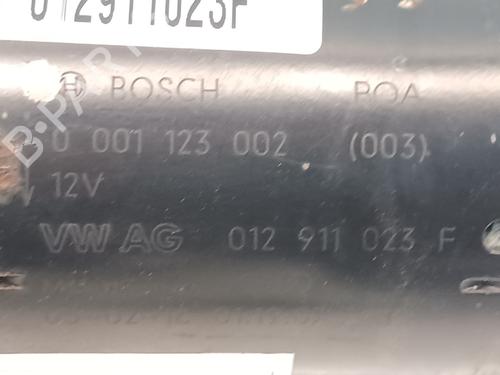 012911023F
BOSCH ROA
0 001 123 002 (003)
12V
VW AG 012 911 023 F